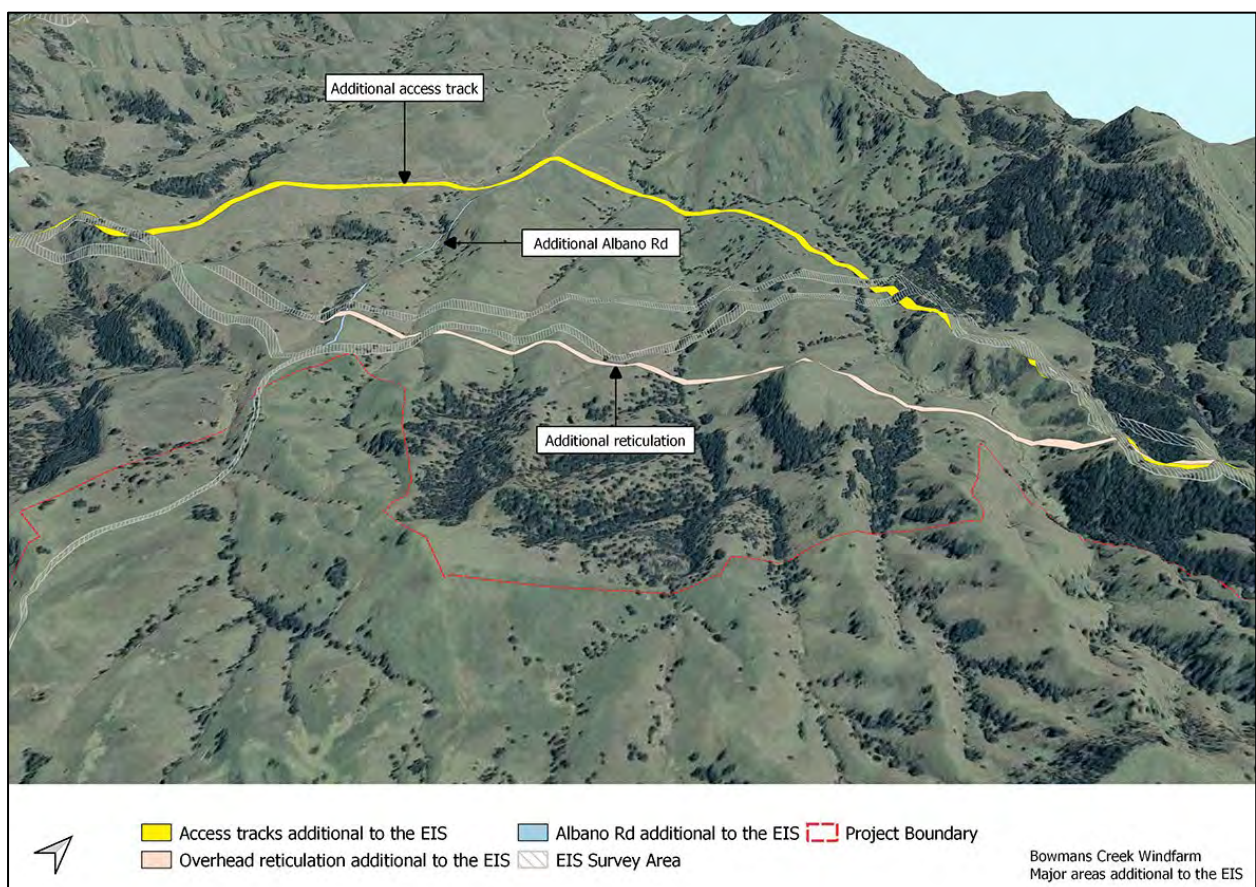 Additional access track
Additional Albano Rd
Additional reticulation
Access tracks additional to the EIS
Albano Rd additional to the EIS
Project Boundary
Overhead reticulation additional to the EIS
EIS Survey Area
Bowmans Creek Windfarm
Major areas additional to the EIS